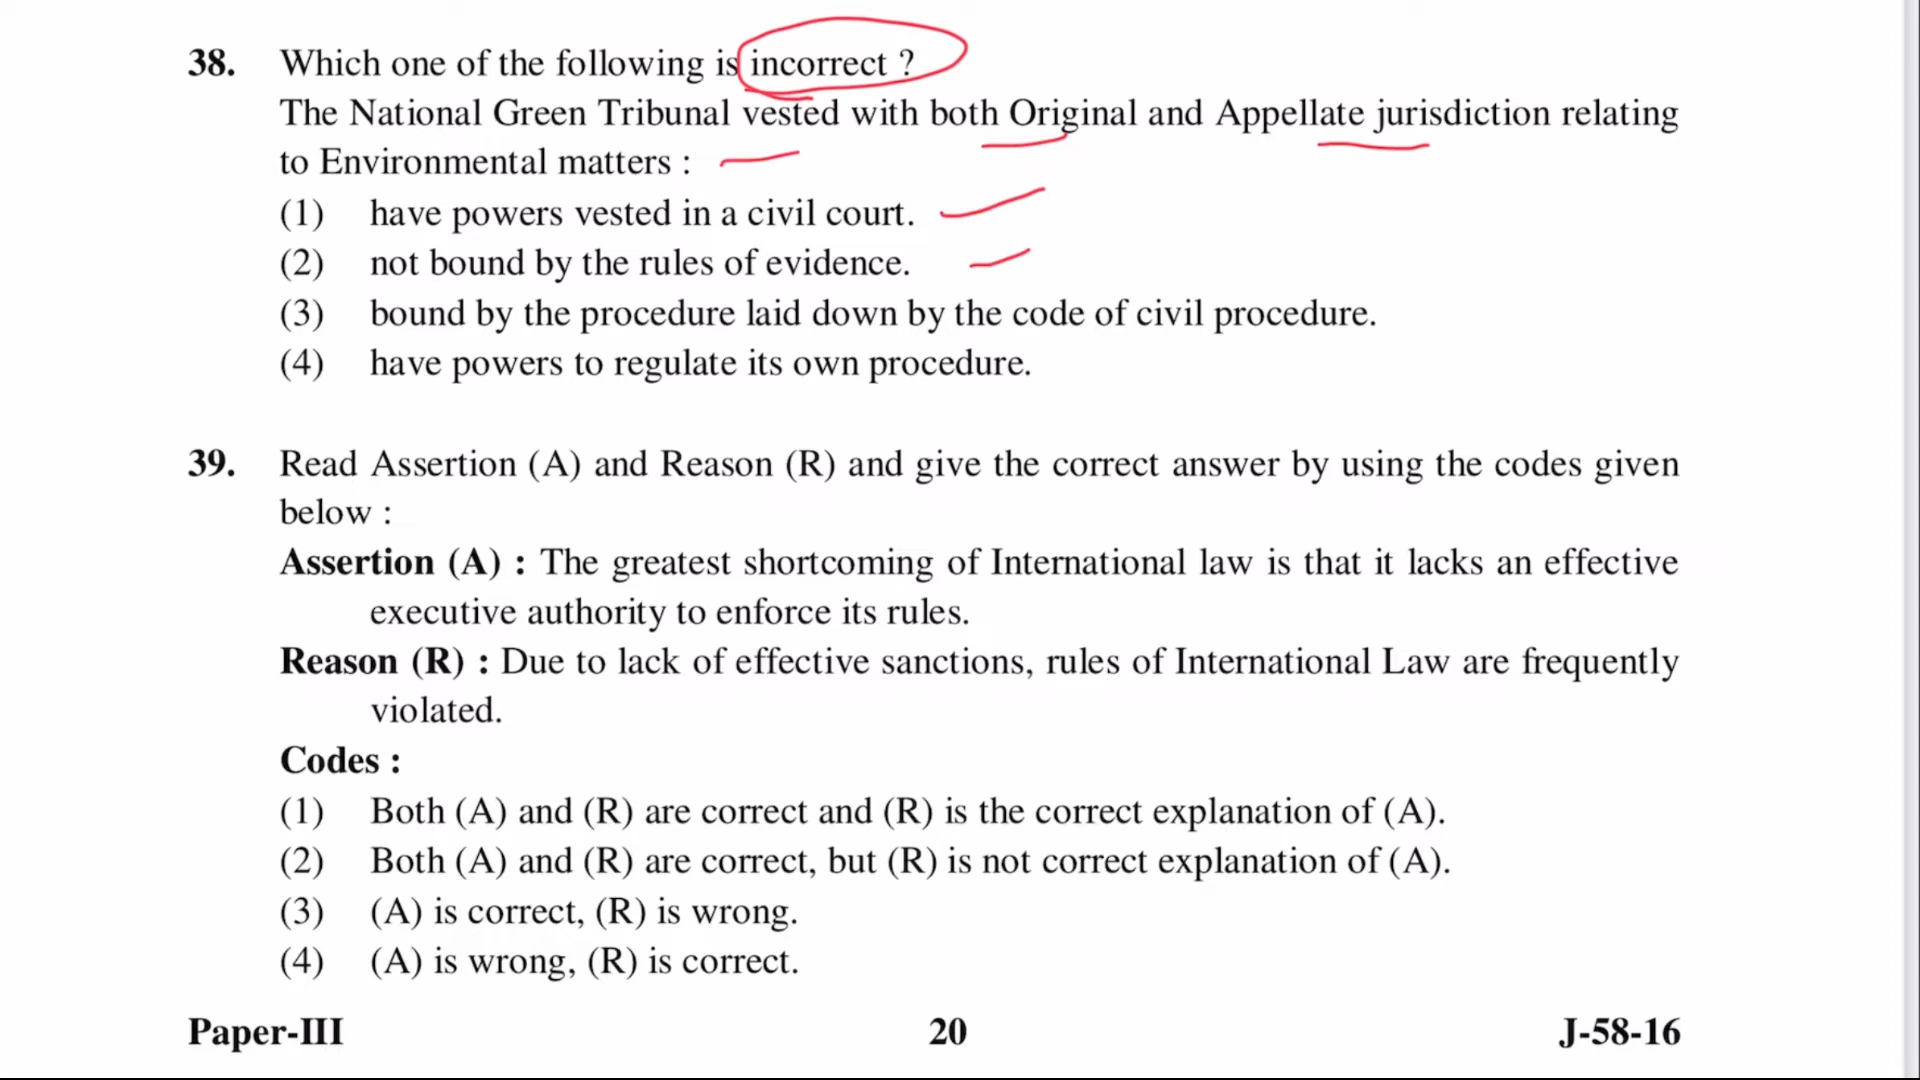 38. Which one of the following is incorrect ?
The National Green Tribunal vested with both Original and Appellate jurisdiction relating
to Environmental matters :
(1) have powers vested in a civil court.
(2) not bound by the rules of evidence.
(3) bound by the procedure laid down by the code of civil procedure.
(4) have powers to regulate its own procedure.
39. Read Assertion (A) and Reason (R) and give the correct answer by using the codes given
below :
Assertion (A) : The greatest shortcoming of International law is that it lacks an effective
executive authority to enforce its rules.
Reason (R) : Due to lack of effective sanctions, rules of International Law are frequently
violated.
Codes :
(1) Both (A) and (R) are correct and (R) is the correct explanation of (A).
(2) Both (A) and (R) are correct, but (R) is not correct explanation of (A).
(3) (A) is correct, (R) is wrong.
(4) (A) is wrong, (R) is correct.
Paper-III 20 J-58-16